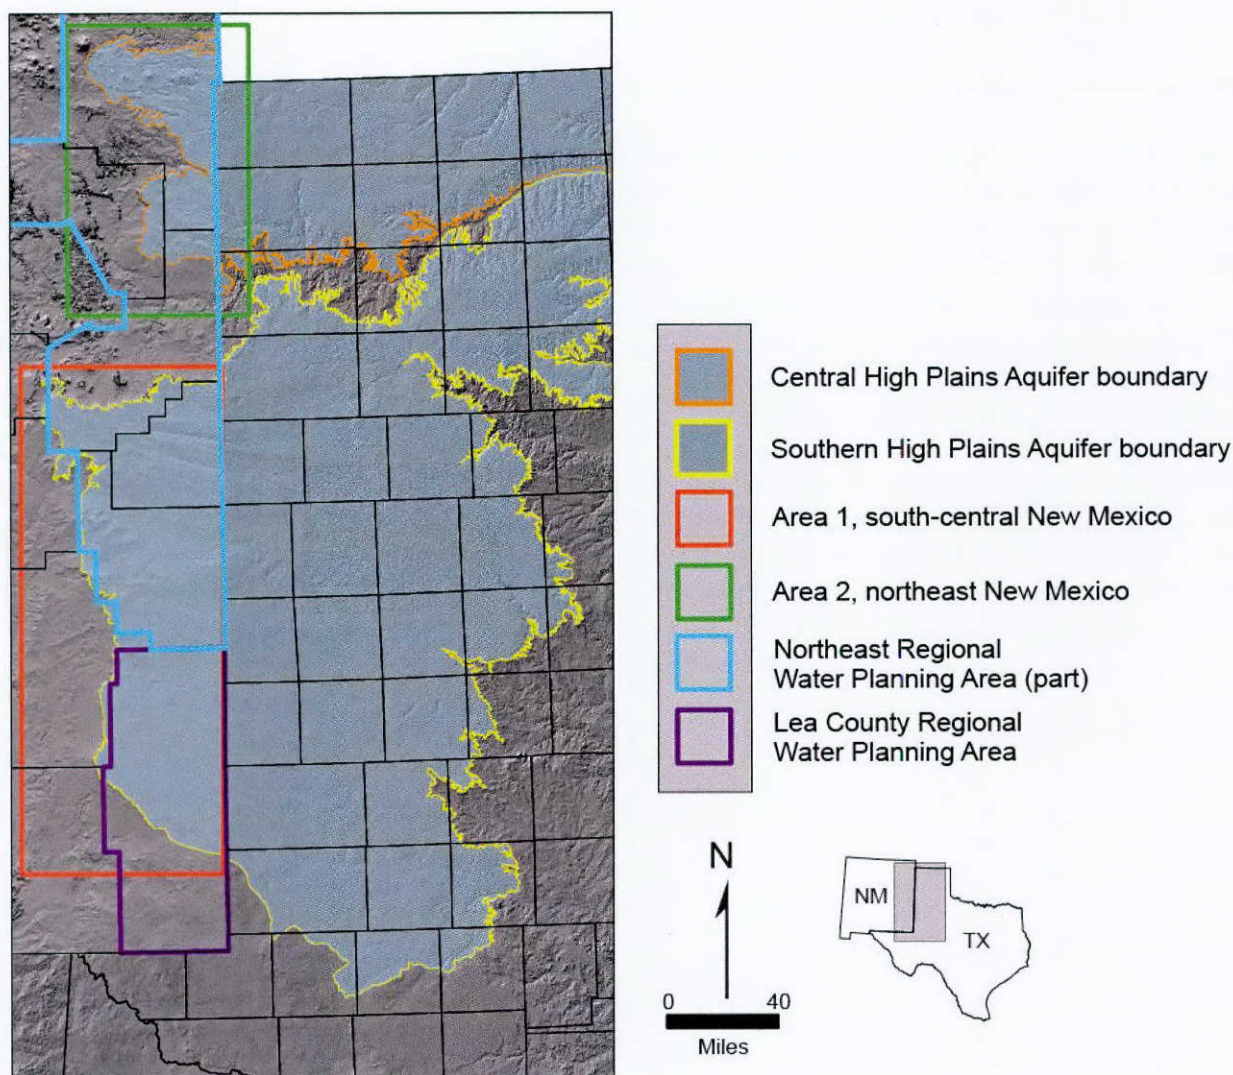 Central High Plains Aquifer boundary
Southern High Plains Aquifer boundary
Area 1, south-central New Mexico
Area 2, northeast New Mexico
Northeast Regional
Water Planning Area (part)
Lea County Regional
Water Planning Area
N
0 40
Miles
NM
TX